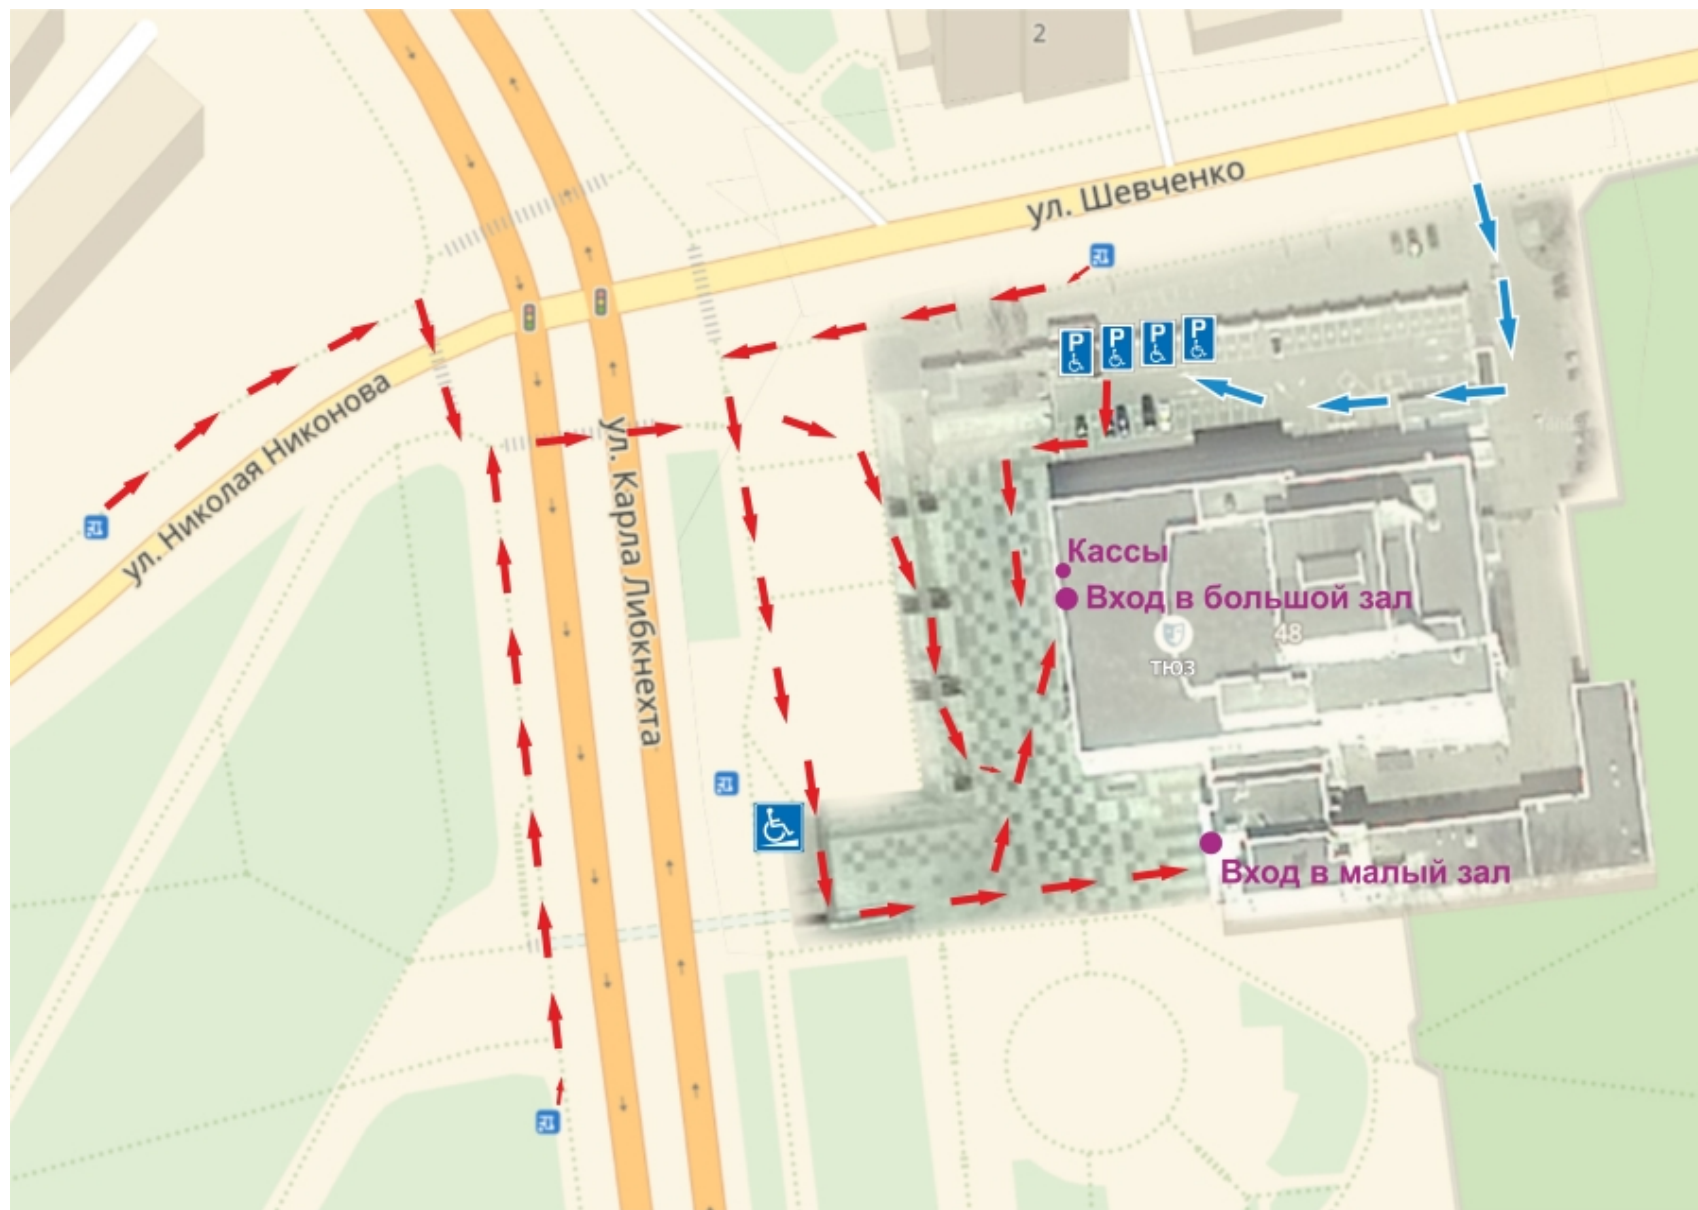 2
ул. Шевченко
P
P
P
P
ул. Николая Никонова
ул. Карла Либкнехта
Кассы
Вход в большой зал
48
ТЮЗ
Вход в малый зал